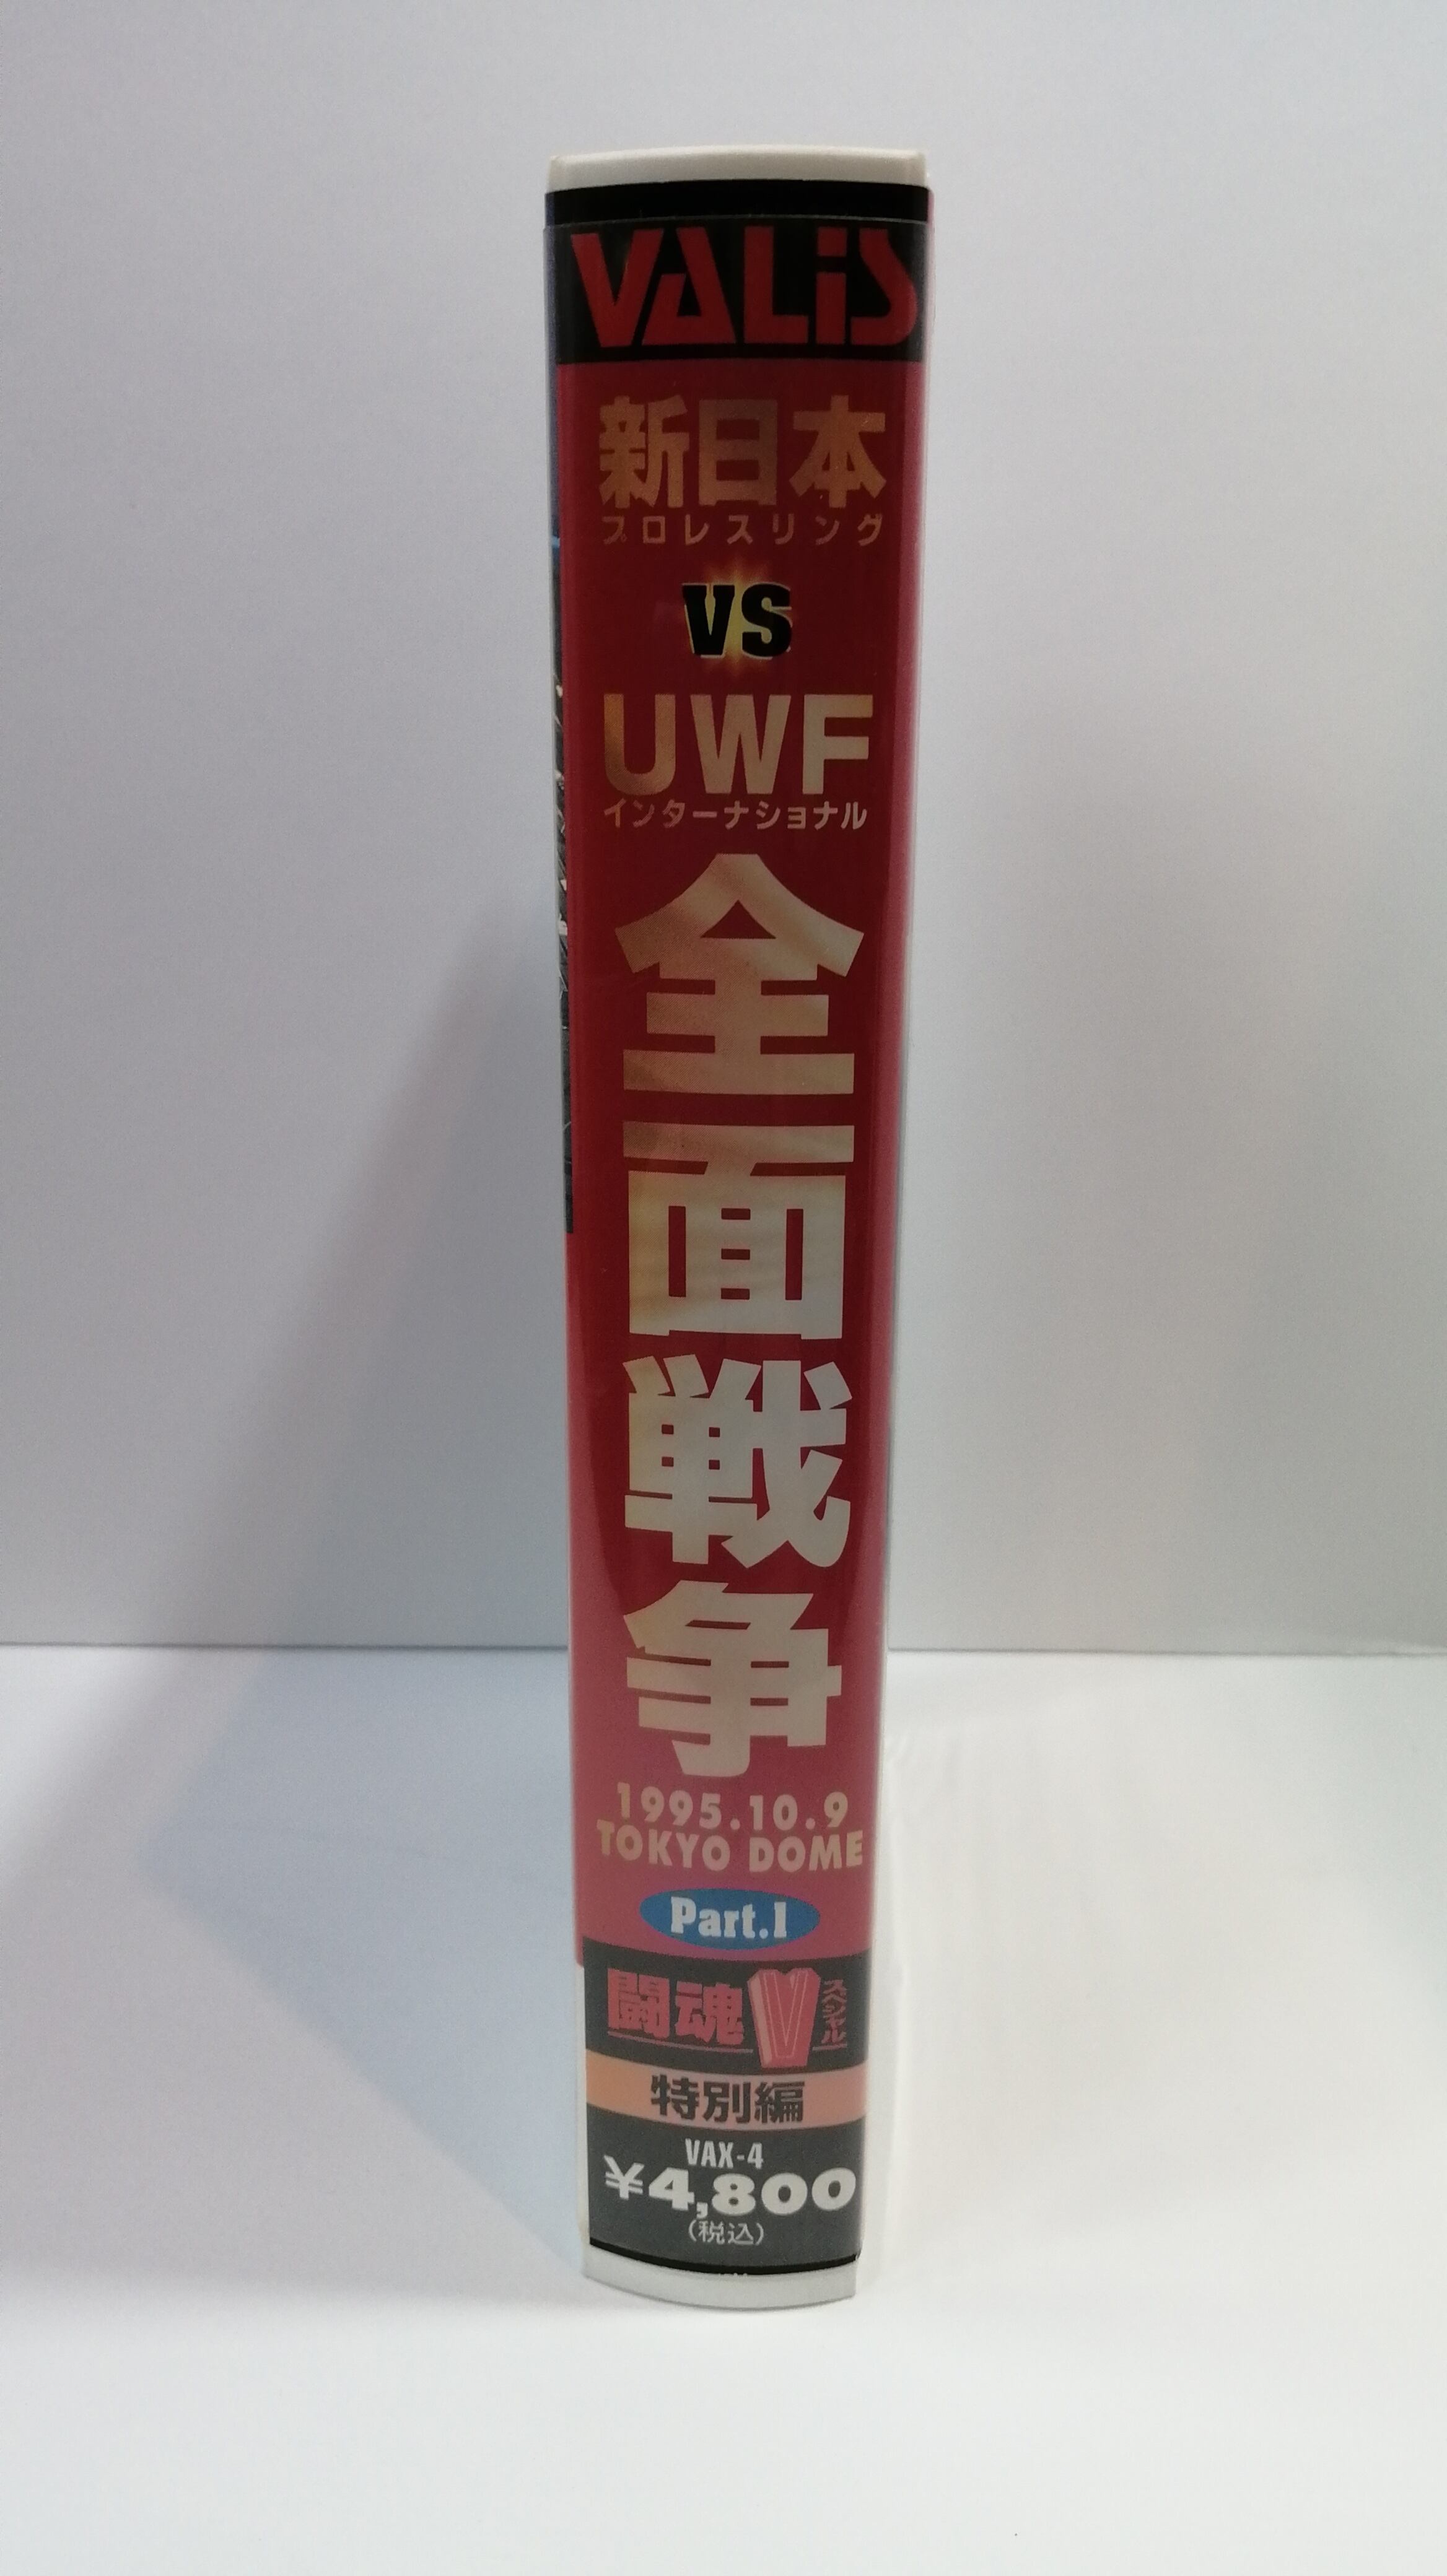 VALiS
新日本
プロレスリング
VS
UWF
インターナショナル
全面戦争
1995.10.9
TOKYO DOME
Part.1
闘魂Vスペシャル
特別編
VAX-4
¥4,800
(税込)